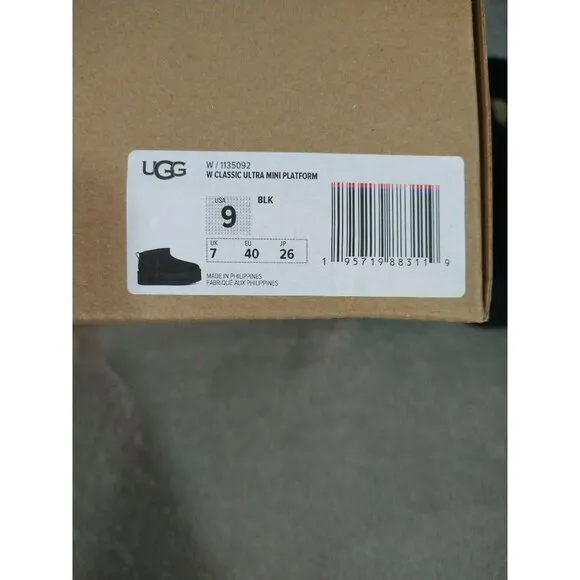 UGG
W / 1135092
W CLASSIC ULTRA MINI PLATFORM
USA
9
BLK
UK EU JP
7 40 26
MADE IN PHILIPPINES
FABRIQUÉ AUX PHILIPPINES
1 95719 88311 9